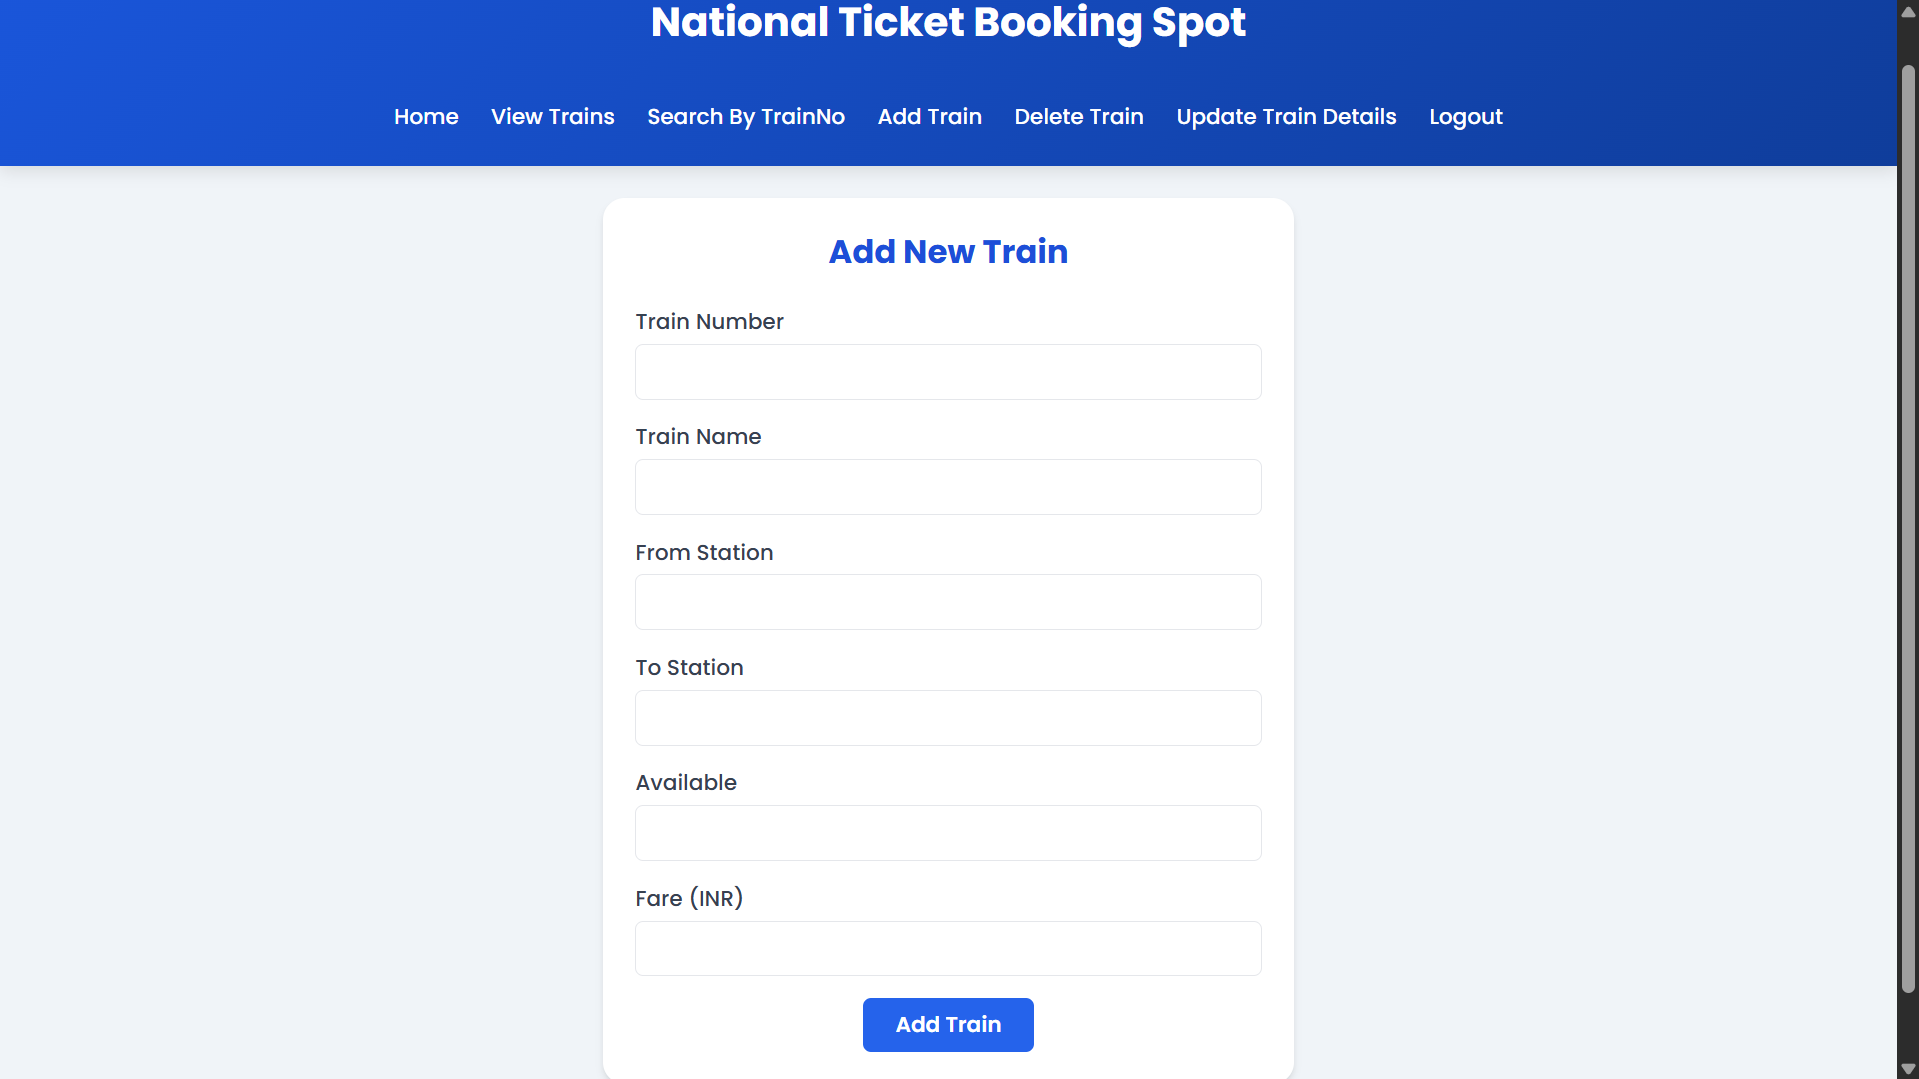 National Ticket Booking Spot
Home View Trains Search By TrainNo Add Train Delete Train Update Train Details Logout
Add New Train
Train Number
Train Name
From Station
To Station
Available
Fare (INR)
Add Train